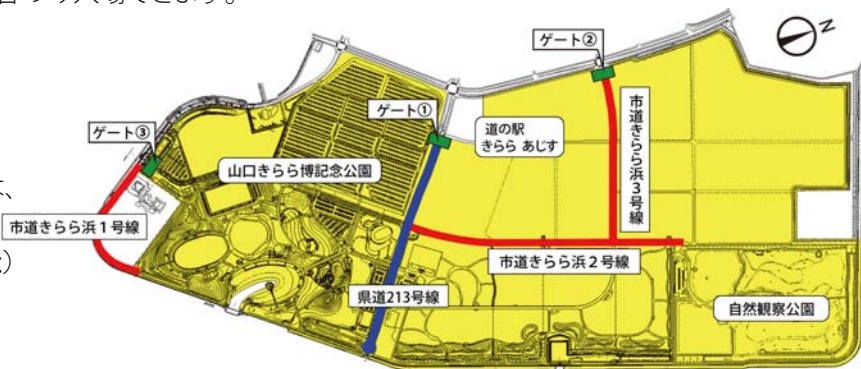 ゲート②
N
ゲート①
道の駅
きらら あじす
市道きらら浜3号線
ゲート③
山口きらら博記念公園
市道きらら浜1号線
市道きらら浜2号線
県道213号線
自然観察公園